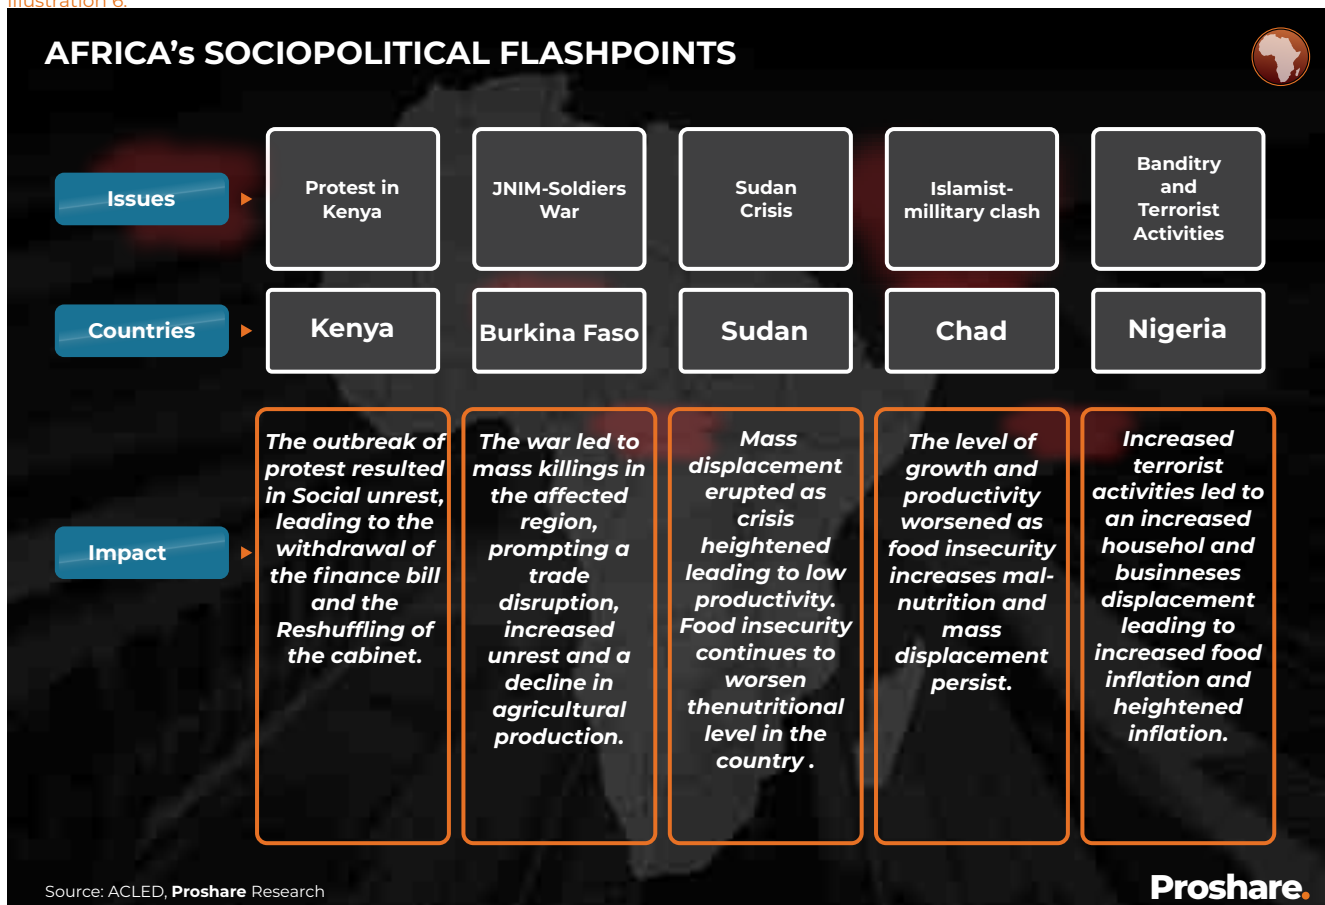 Illustration 6:
AFRICA's SOCIOPOLITICAL FLASHPOINTS
Issues
Protest in
Kenya
JNIM-Soldiers
War
Sudan
Crisis
Islamist-
millitary clash
Banditry
and
Terrorist
Activities
Countries
Kenya
Burkina Faso
Sudan
Chad
Nigeria
Impact
The outbreak of
protest resulted
in Social unrest,
leading to the
withdrawal of
the finance bill
and the
Reshuffling of
the cabinet.
The war led to
mass killings in
the affected
region,
prompting a
trade
disruption,
increased
unrest and a
decline in
agricultural
production.
Mass
displacement
erupted as
crisis
heightened
leading to low
productivity.
Food insecurity
continues to
worsen
thenutritional
level in the
country .
The level of
growth and
productivity
worsened as
food insecurity
increases mal-
nutrition and
mass
displacement
persist.
Increased
terrorist
activities led to
an increased
househol and
businneses
displacement
leading to
increased food
inflation and
heightened
inflation.
Source: ACLED, Proshare Research
Proshare.